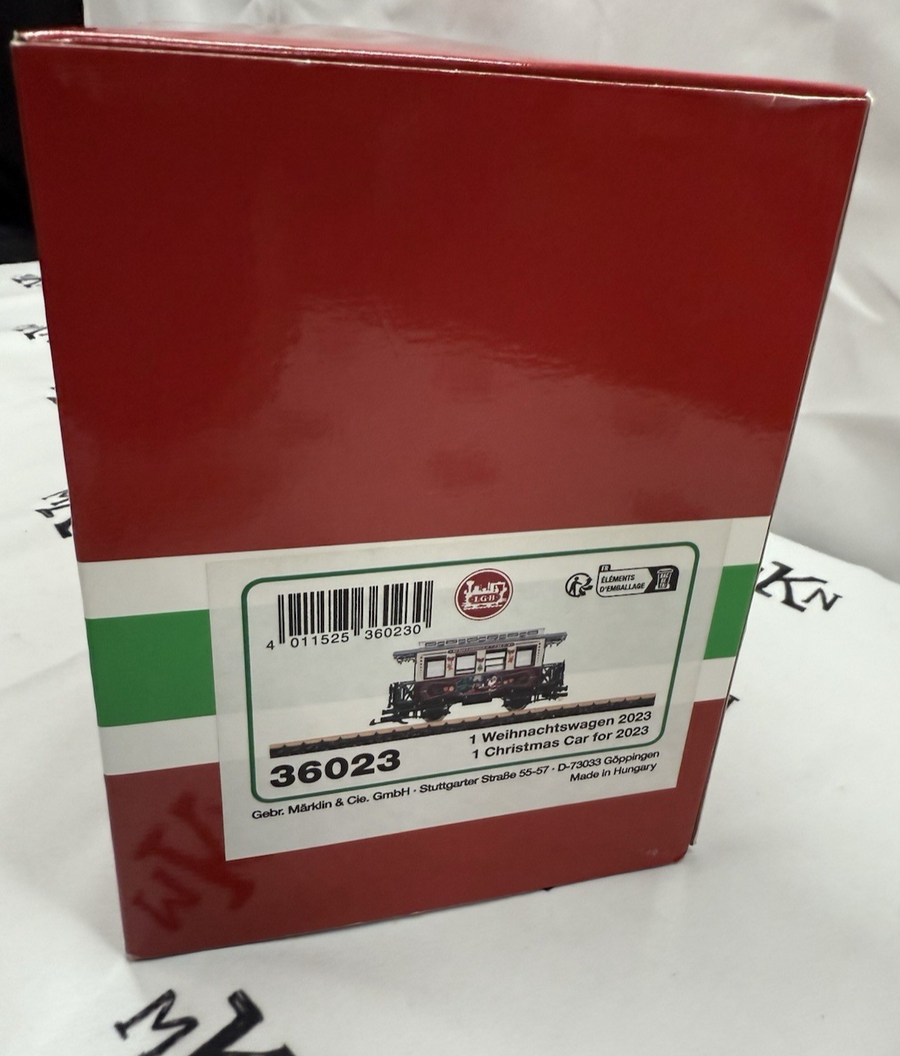 4 011525 360230
LGB
FR
ÉLÉMENTS
D'EMBALLAGE
1 Weihnachtswagen 2023
1 Christmas Car for 2023
36023
Gebr. Märklin & Cie. GmbH · Stuttgarter Straße 55-57 · D-73033 Göppingen
Made in Hungary